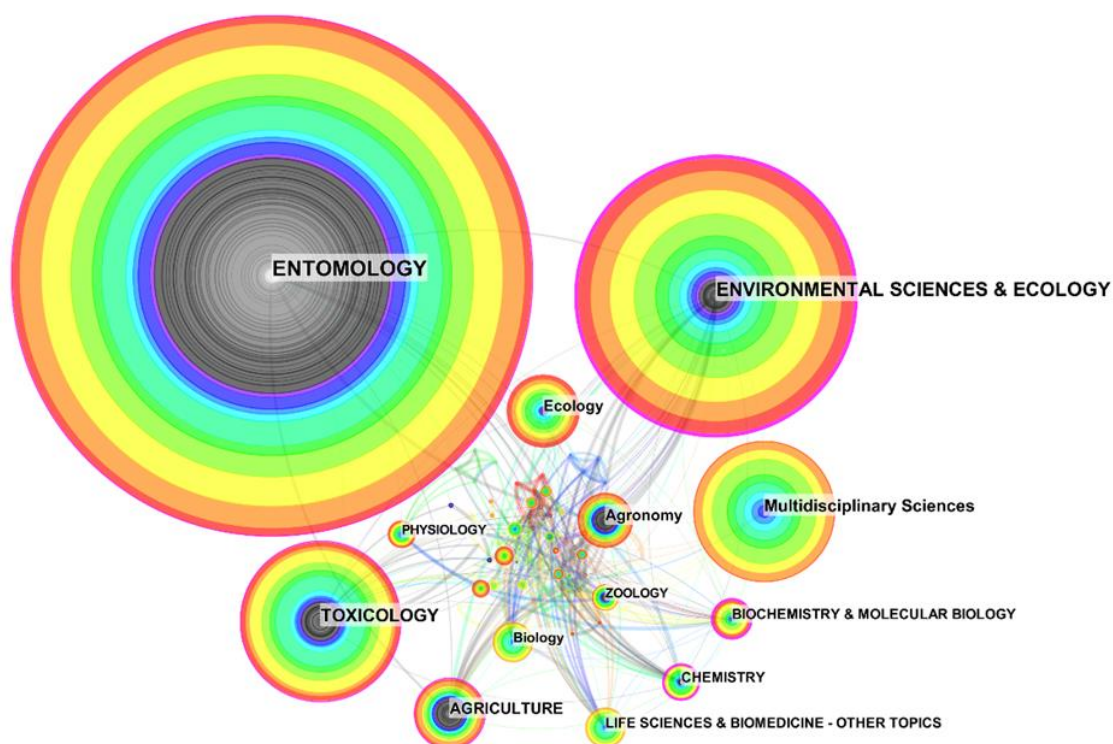 ENTOMOLOGY
ENVIRONMENTAL SCIENCES & ECOLOGY
Ecology
Multidisciplinary Sciences
Agronomy
PHYSIOLOGY
ZOOLOGY
TOXICOLOGY
BIOCHEMISTRY & MOLECULAR BIOLOGY
Biology
CHEMISTRY
AGRICULTURE
LIFE SCIENCES & BIOMEDICINE - OTHER TOPICS